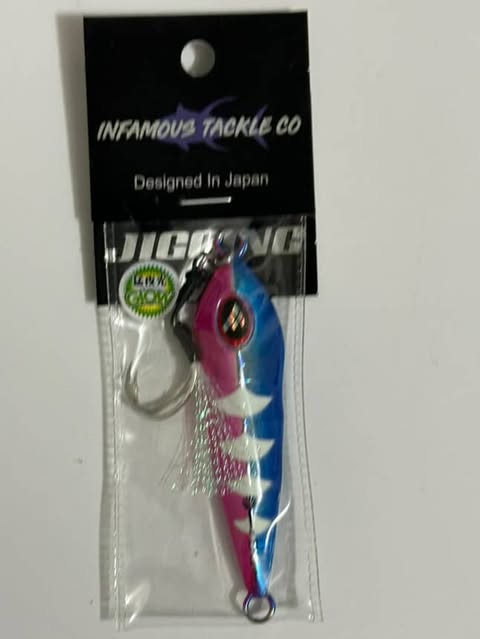 INFAMOUS TACKLE CO
Designed In Japan
JIGGING
GLOW